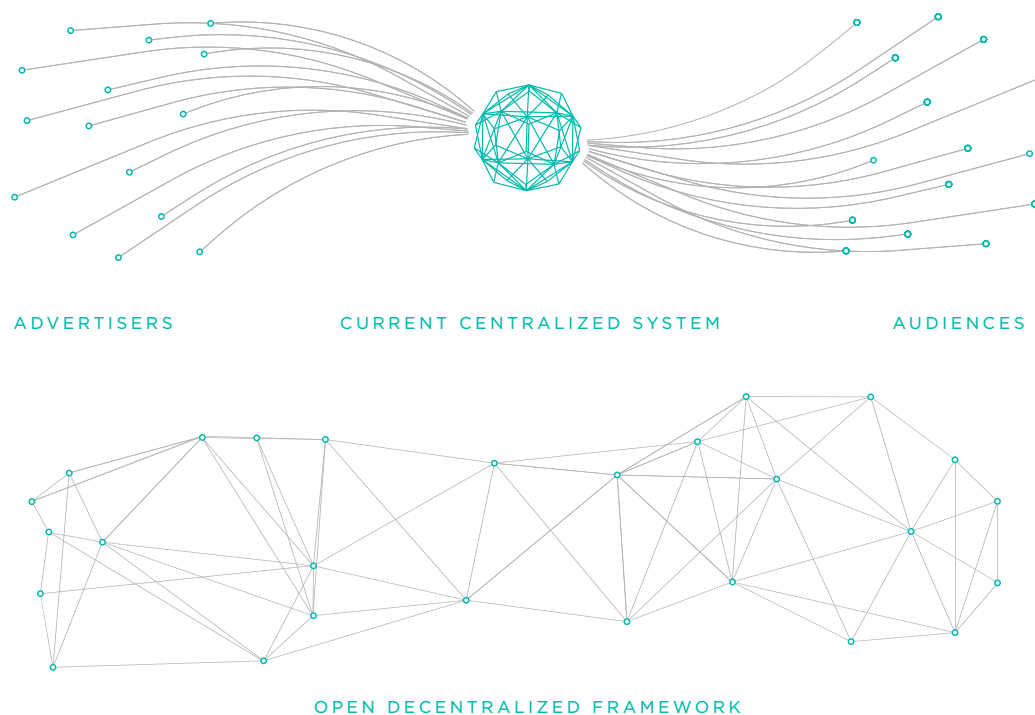 ADVERTISERS
CURRENT CENTRALIZED SYSTEM
AUDIENCES
OPEN DECENTRALIZED FRAMEWORK